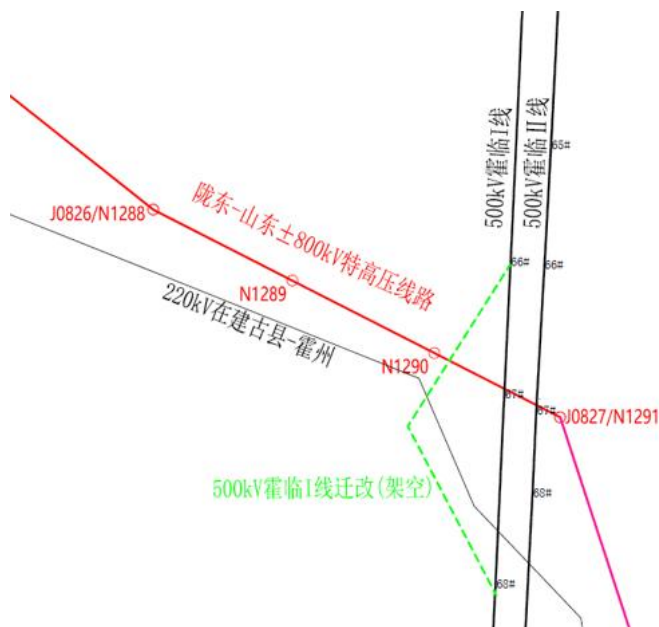 500kV霍临I线
500kV霍临Ⅱ线
65#
J0826/N1288
陇东-山东±800kV特高压线路
66#
66#
N1289
220kV在建古县-霍州
N1290
67#
67#
J0827/N1291
500kV霍临I线迁改(架空)
68#
68#